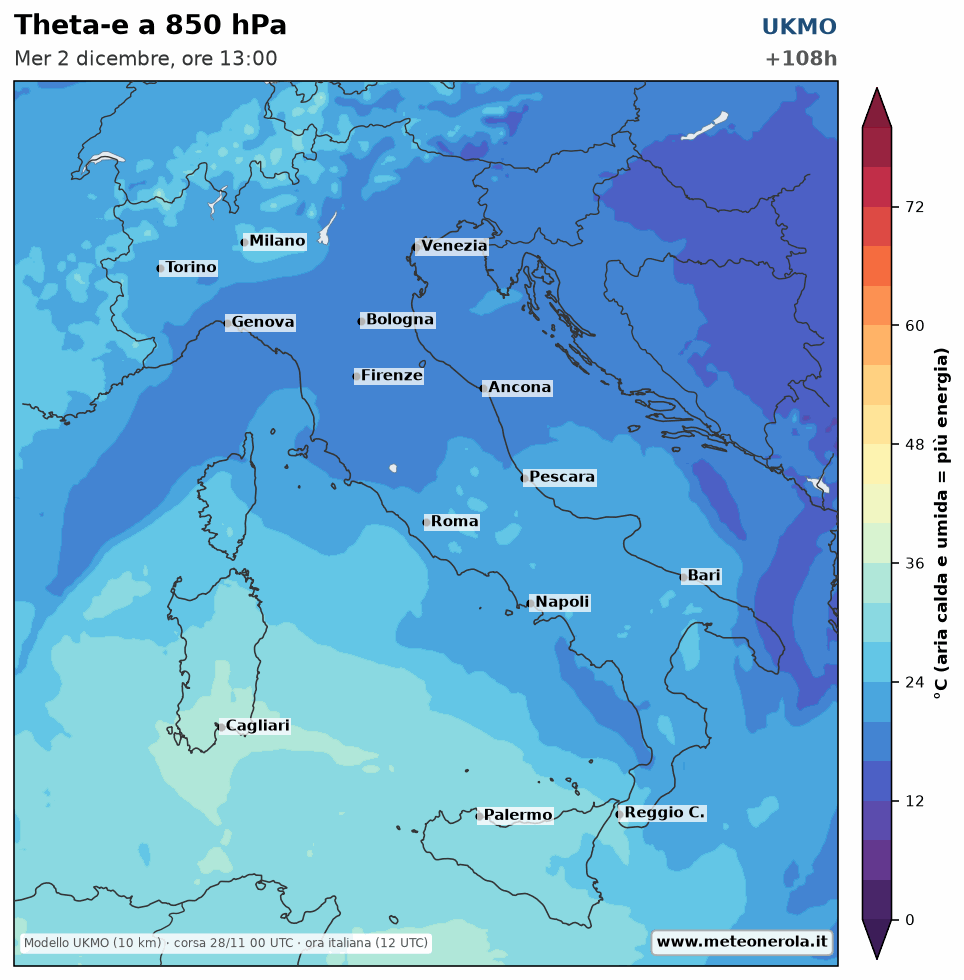 Theta-e a 850 hPa
UKMO
Mer 2 dicembre, ore 13:00
+108h
Milano
Venezia
Torino
Genova
Bologna
Firenze
Ancona
Pescara
Roma
Bari
Napoli
Cagliari
Palermo
Reggio C.
72
60
48
36
24
12
0
°C (aria calda e umida = più energia)
Modello UKMO (10 km) · corsa 28/11 00 UTC · ora italiana (12 UTC)
www.meteonerola.it